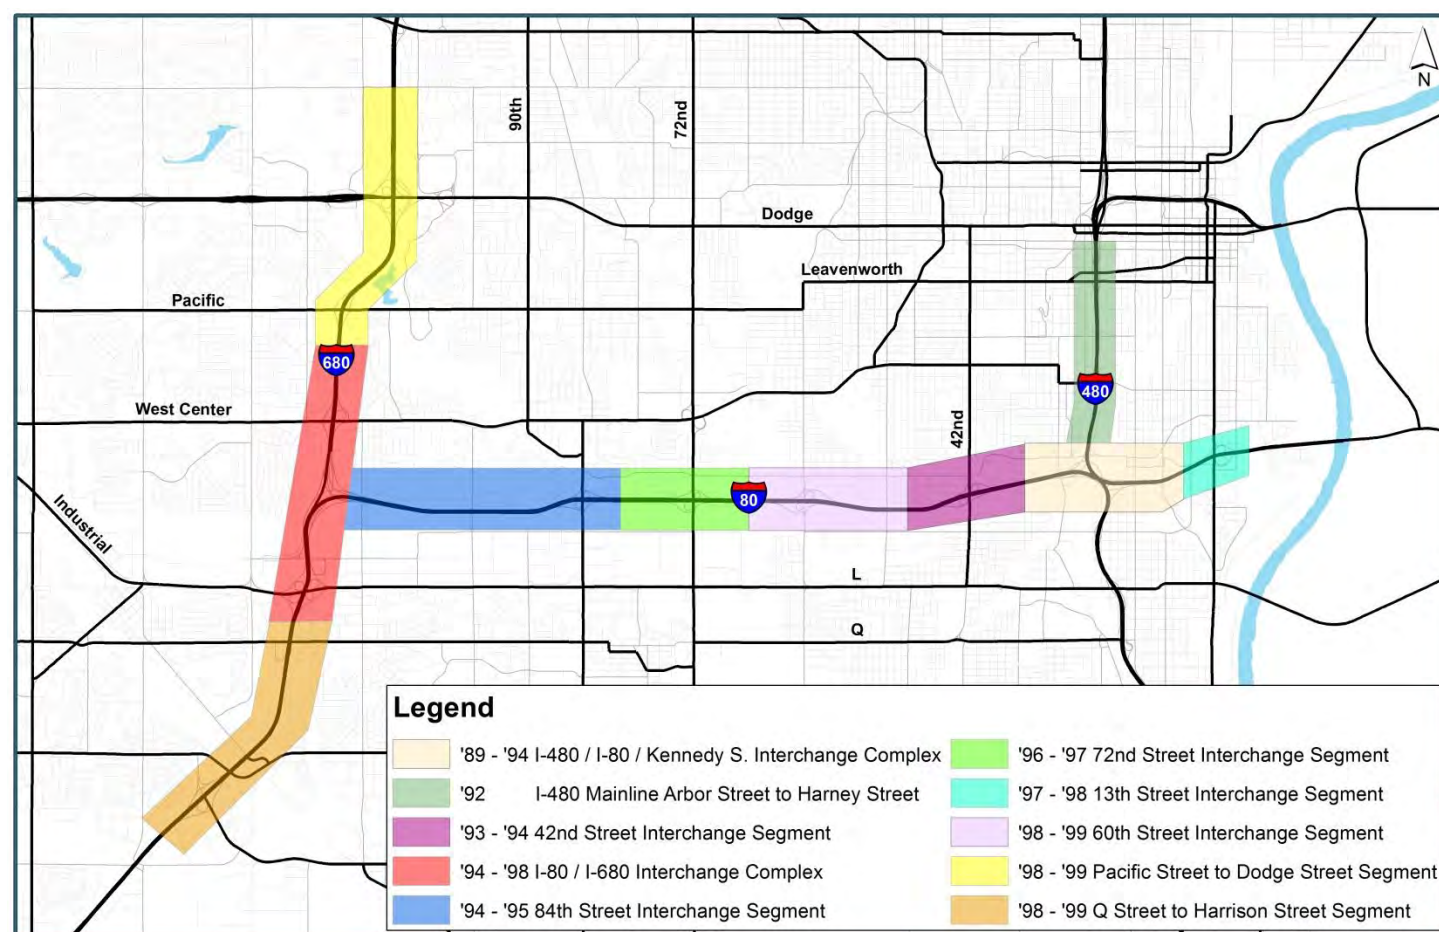 N
90th
72nd
Dodge
Leavenworth
Pacific
680
480
West Center
42nd
80
Industrial
L
Q
Legend
'89 - '94 I-480 / I-80 / Kennedy S. Interchange Complex
'92 I-480 Mainline Arbor Street to Harney Street
'93 - '94 42nd Street Interchange Segment
'94 - '98 I-80 / I-680 Interchange Complex
'94 - '95 84th Street Interchange Segment
'96 - '97 72nd Street Interchange Segment
'97 - '98 13th Street Interchange Segment
'98 - '99 60th Street Interchange Segment
'98 - '99 Pacific Street to Dodge Street Segment
'98 - '99 Q Street to Harrison Street Segment